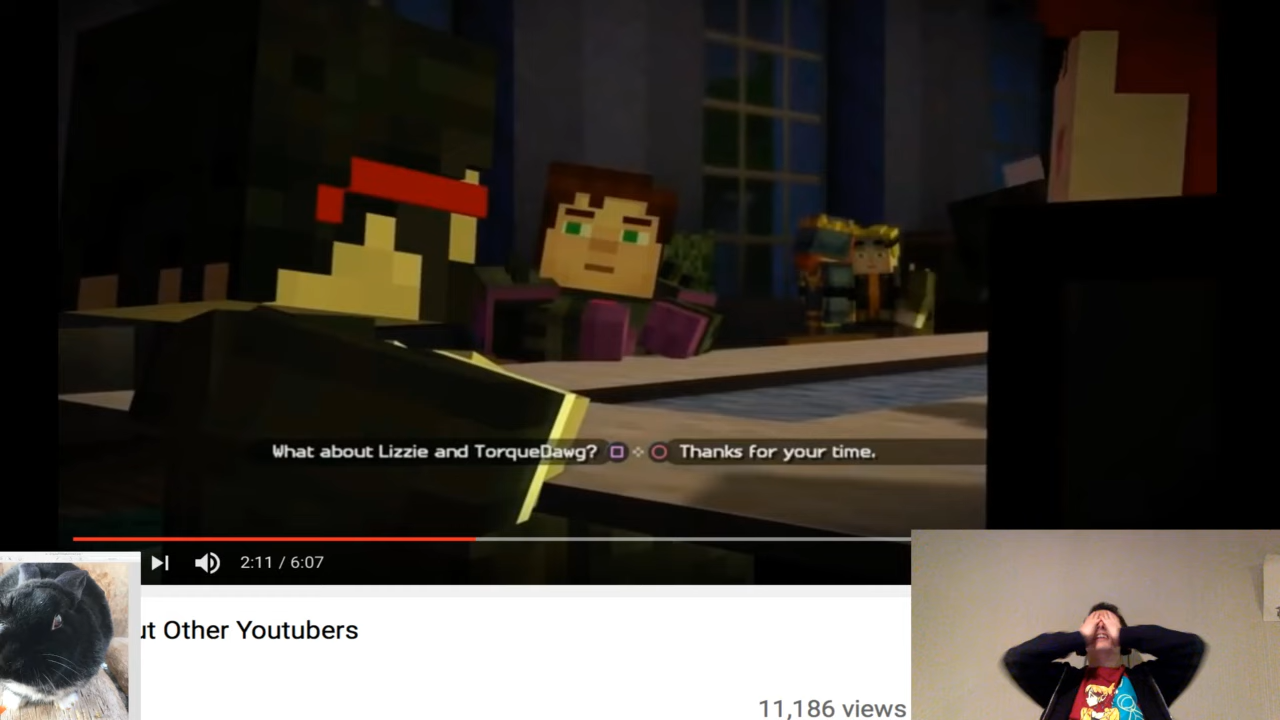 What about Lizzie and TorqueDawg? Thanks for your time.
2:11 / 6:07
ut Other Youtubers
11,186 views